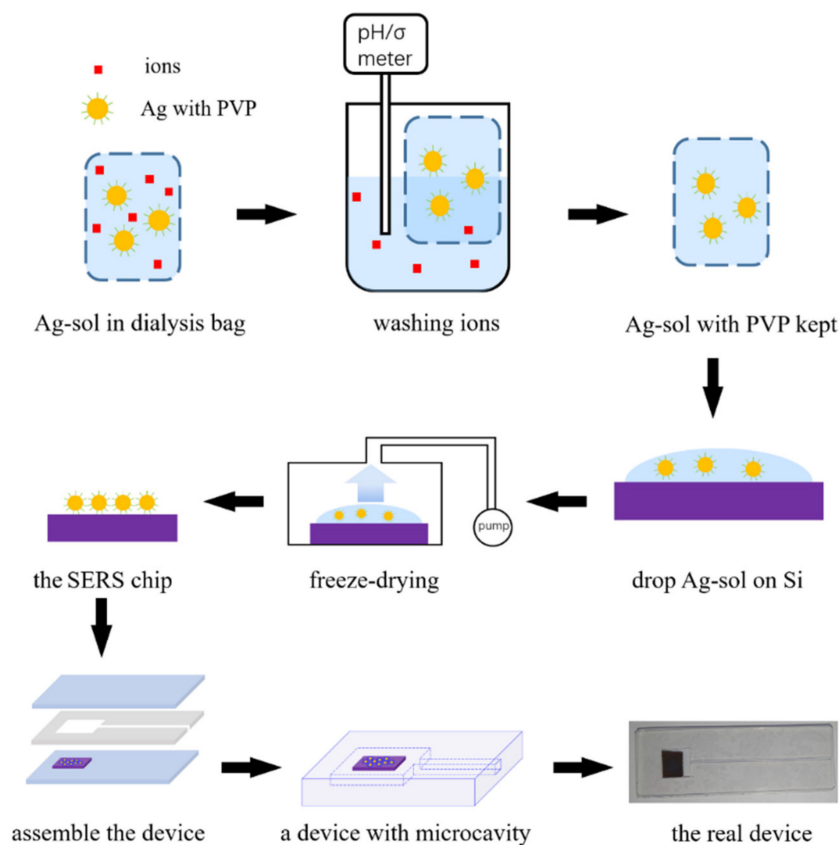 pH/σ
meter
ions
Ag with PVP
Ag-sol in dialysis bag
washing ions
Ag-sol with PVP kept
pump
the SERS chip
freeze-drying
drop Ag-sol on Si
assemble the device
a device with microcavity
the real device